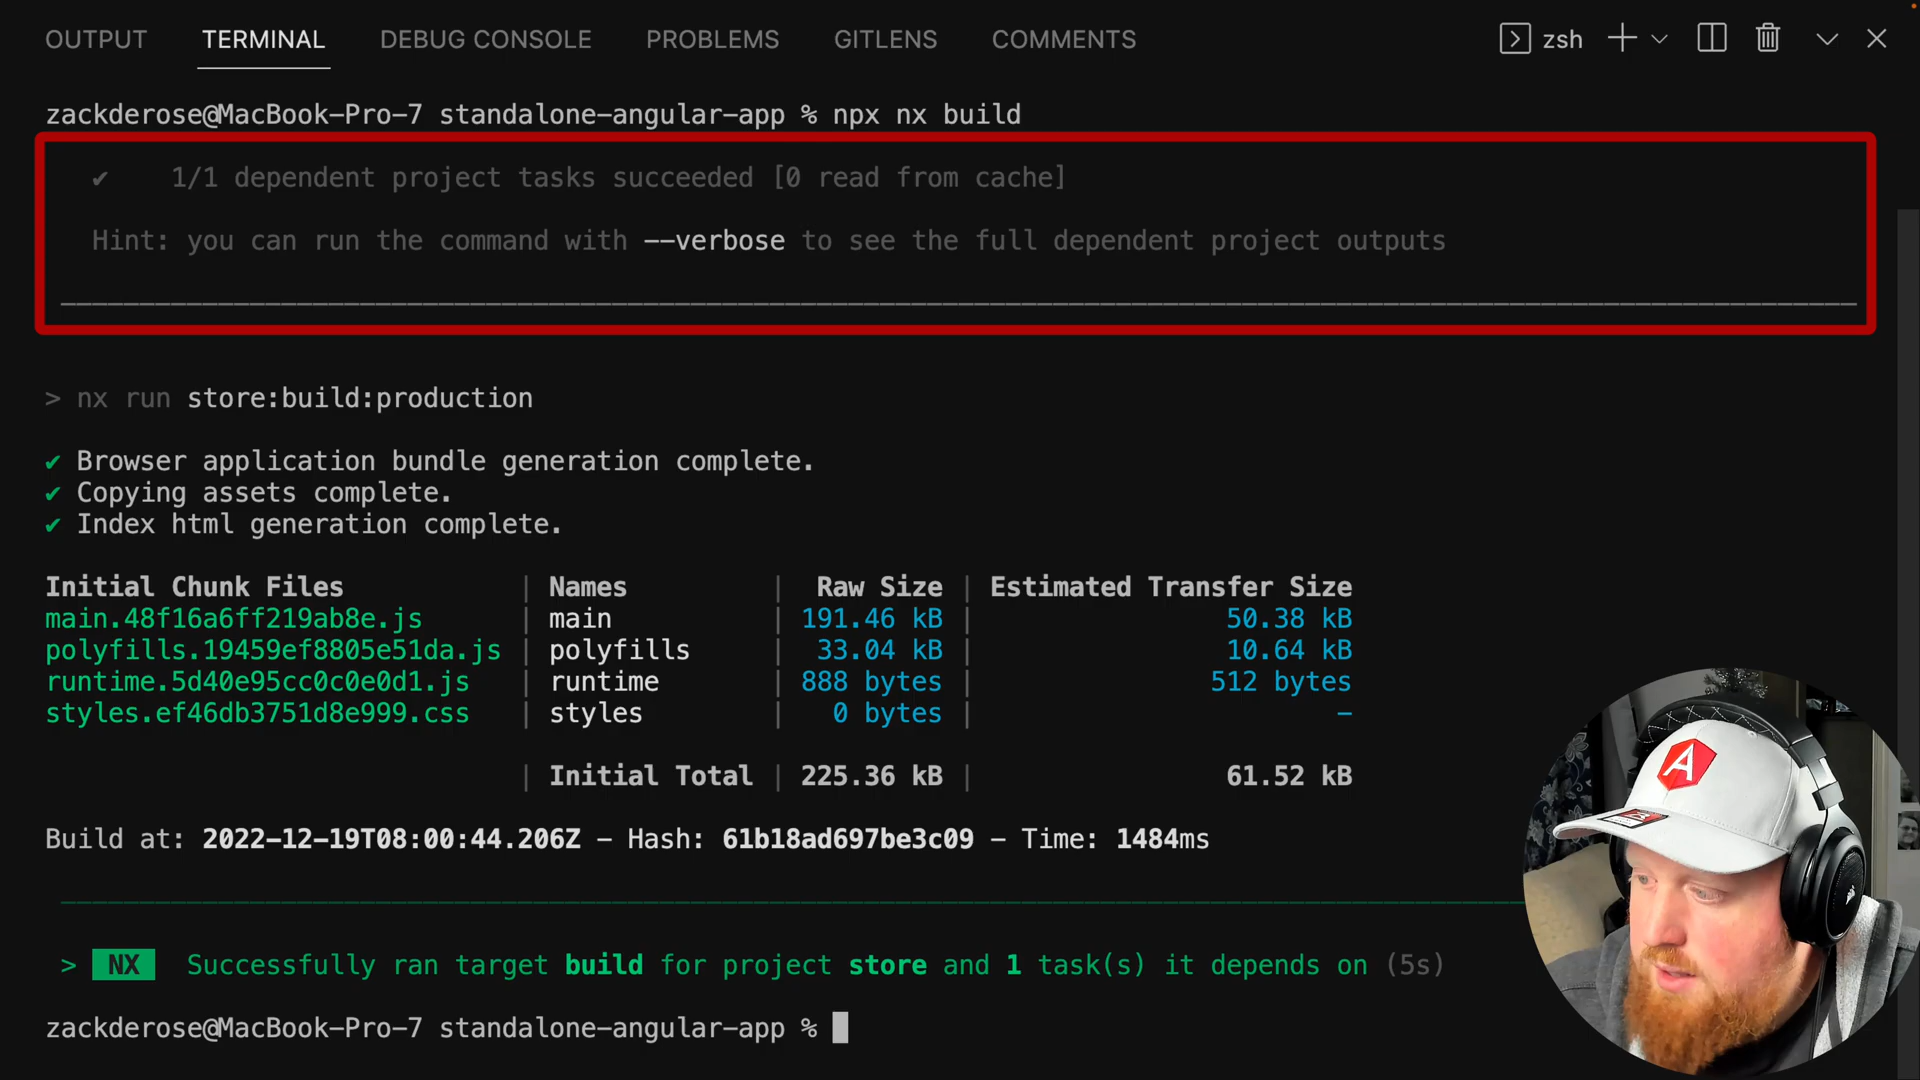 OUTPUT TERMINAL DEBUG CONSOLE PROBLEMS GITLENS COMMENTS zsh
zackderose@MacBook-Pro-7 standalone-angular-app % npx nx build
✔ 1/1 dependent project tasks succeeded [0 read from cache]
Hint: you can run the command with --verbose to see the full dependent project outputs
> nx run store:build:production
✔ Browser application bundle generation complete.
✔ Copying assets complete.
✔ Index html generation complete.
Initial Chunk Files | Names | Raw Size | Estimated Transfer Size
main.48f16a6ff219ab8e.js | main | 191.46 kB | 50.38 kB
polyfills.19459ef8805e51da.js | polyfills | 33.04 kB | 10.64 kB
runtime.5d40e95cc0c0e0d1.js | runtime | 888 bytes | 512 bytes
styles.ef46db3751d8e999.css | styles | 0 bytes | -
| Initial Total | 225.36 kB | 61.52 kB
Build at: 2022-12-19T08:00:44.206Z - Hash: 61b18ad697be3c09 - Time: 1484ms
> NX Successfully ran target build for project store and 1 task(s) it depends on (5s)
zackderose@MacBook-Pro-7 standalone-angular-app %
A